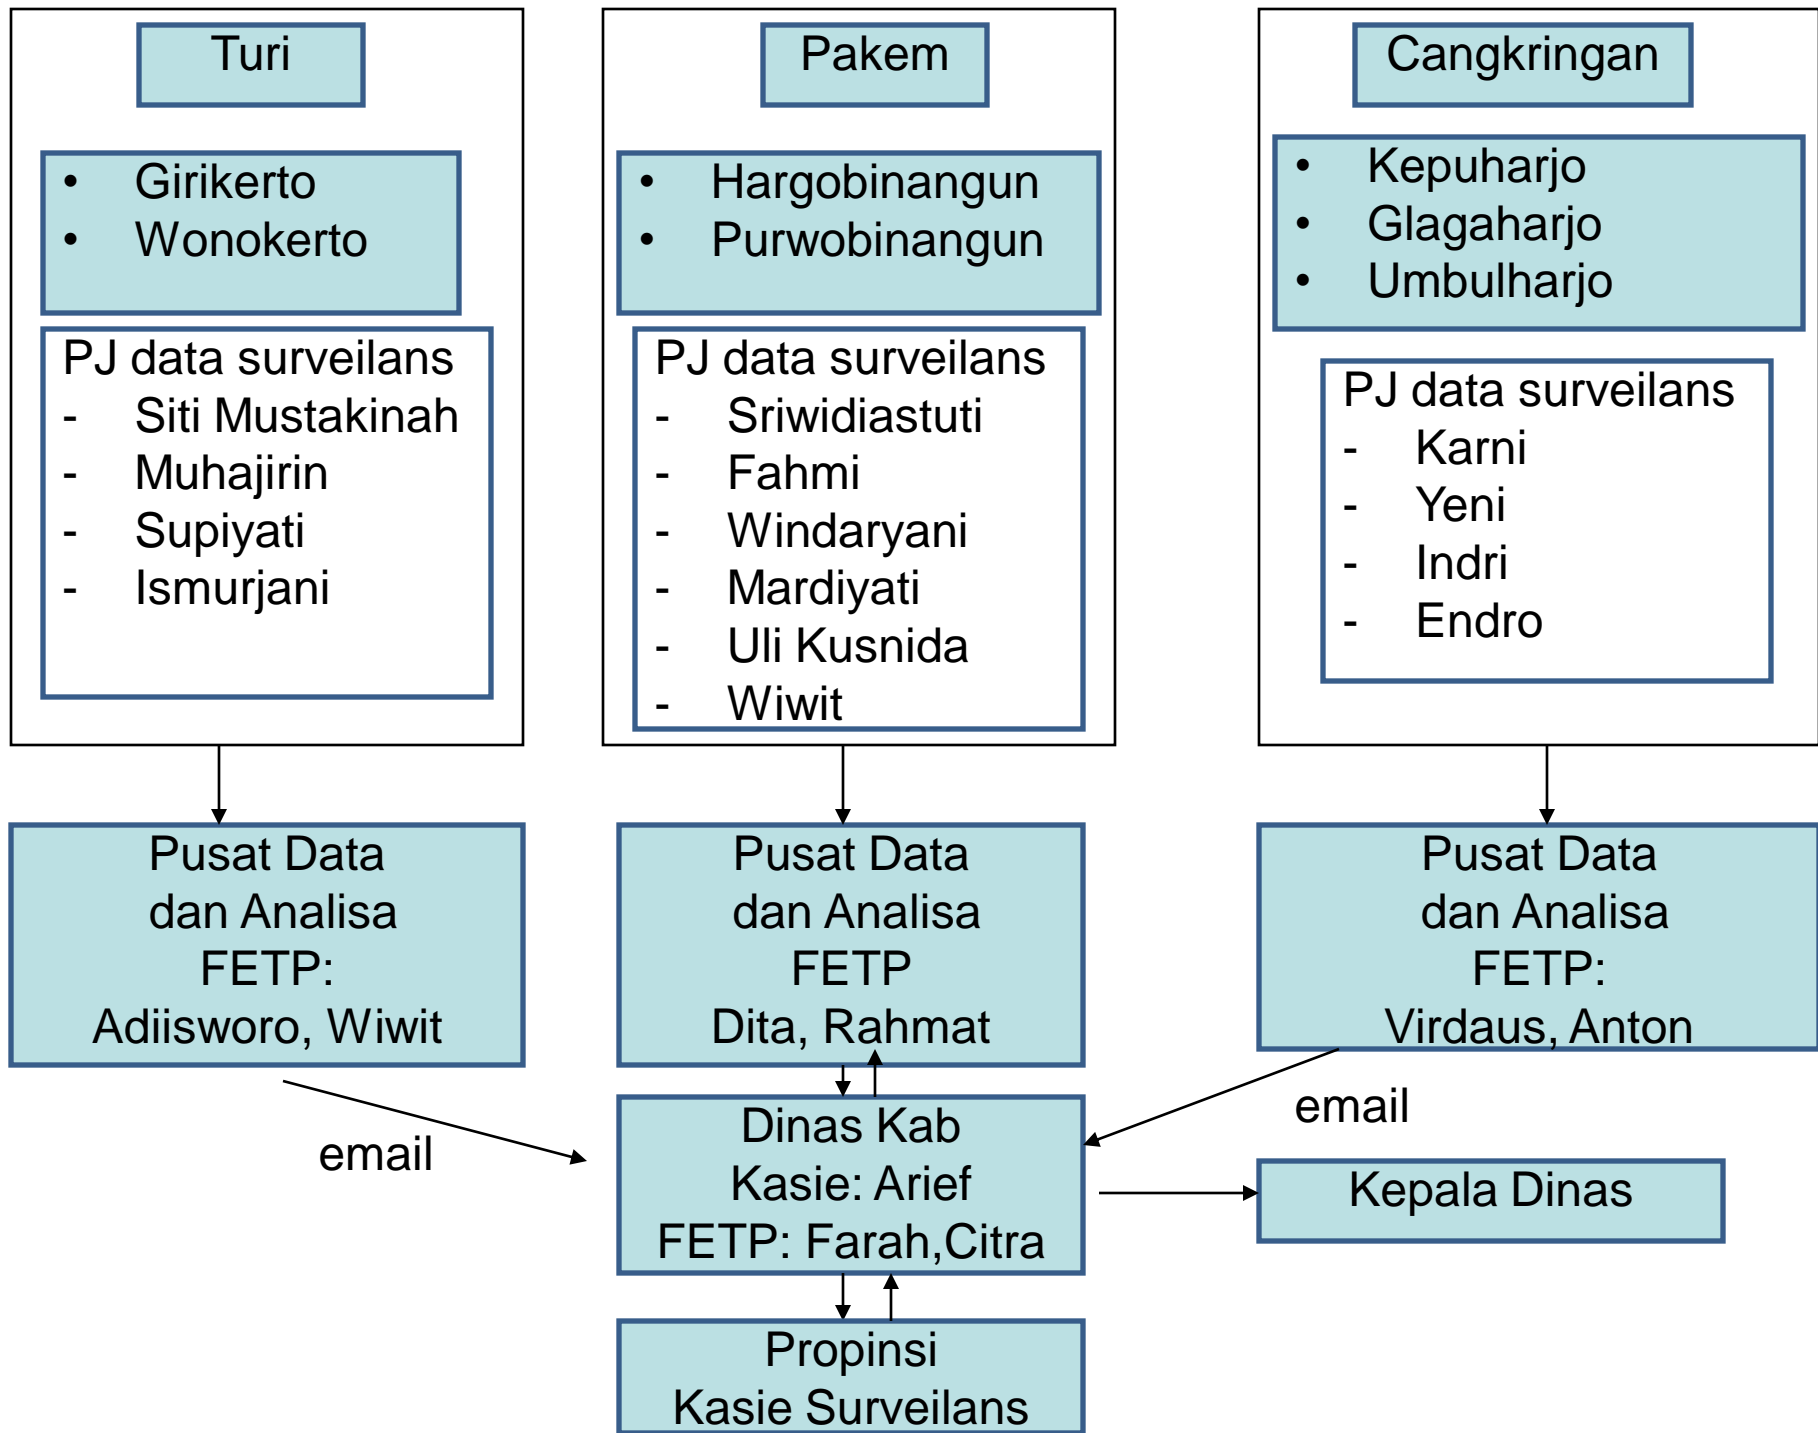 Turi
• Girikerto
• Wonokerto
PJ data surveilans
- Siti Mustakinah
- Muhajirin
- Supiyati
- Ismurjani
Pakem
• Hargobinangun
• Purwobinangun
PJ data surveilans
- Sriwidiastuti
- Fahmi
- Windaryani
- Mardiyati
- Uli Kusnida
- Wiwit
Cangkringan
• Kepuharjo
• Glagaharjo
• Umbulharjo
PJ data surveilans
- Karni
- Yeni
- Indri
- Endro
Pusat Data
dan Analisa
FETP:
Adiisworo, Wiwit
Pusat Data
dan Analisa
FETP
Dita, Rahmat
Pusat Data
dan Analisa
FETP:
Virdaus, Anton
email
email
Dinas Kab
Kasie: Arief
FETP: Farah,Citra
Kepala Dinas
Propinsi
Kasie Surveilans